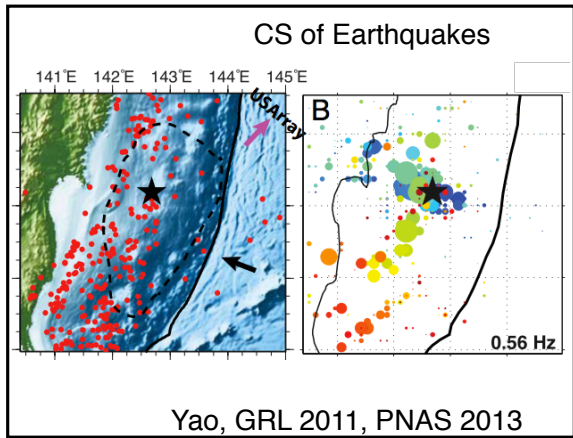 CS of Earthquakes
141°E 142°E 143°E 144°E 145°E
USArray
B
0.56 Hz
Yao, GRL 2011, PNAS 2013